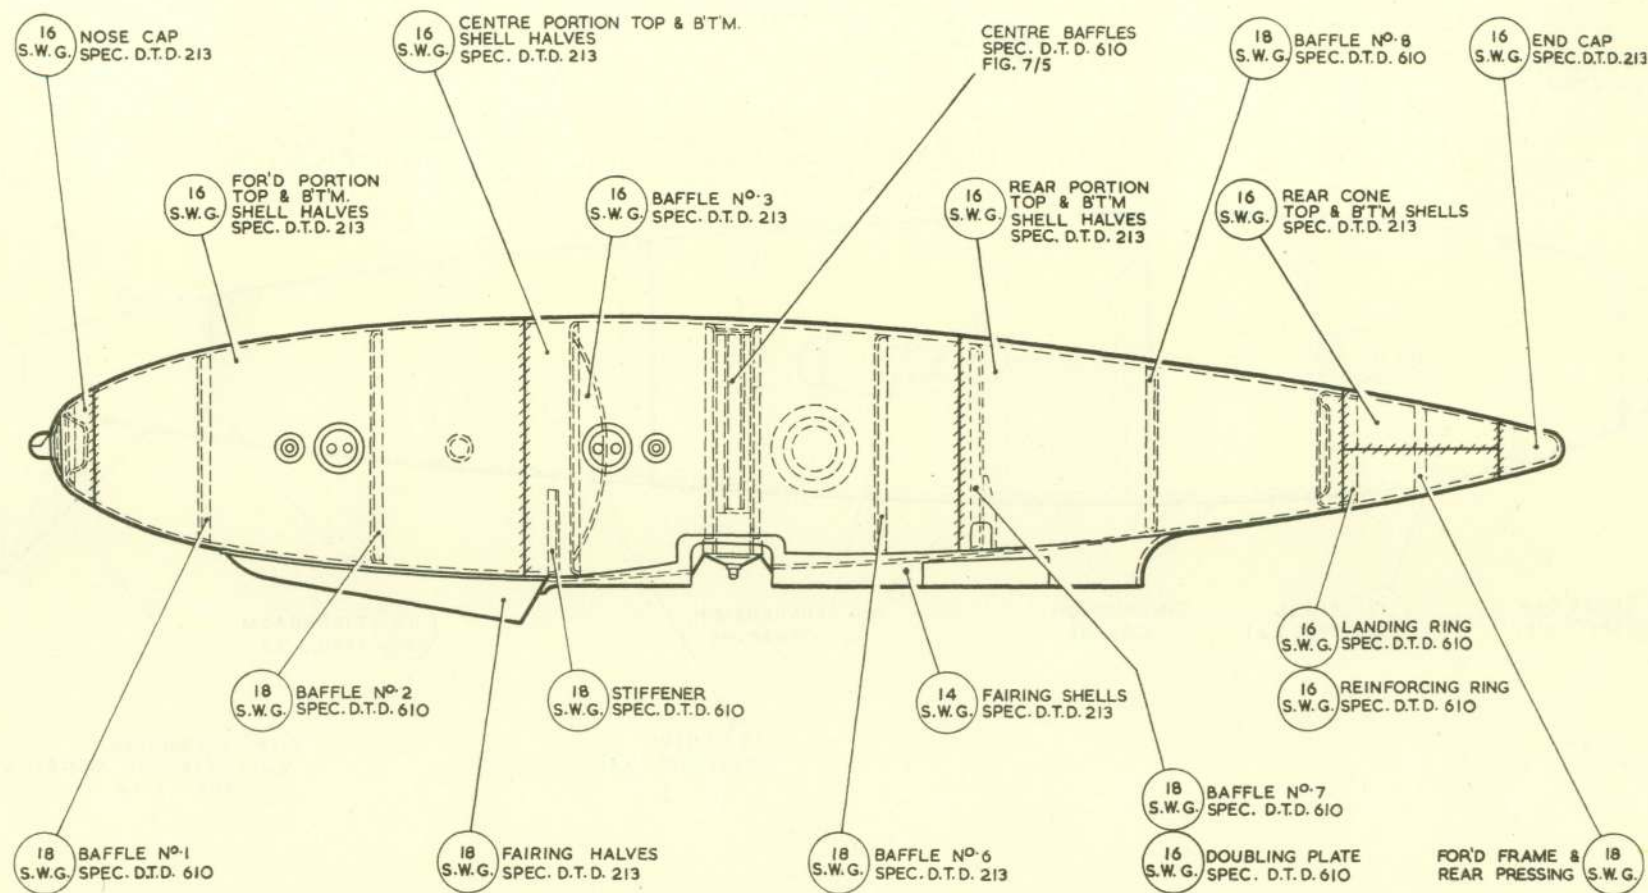 16
S.W.G.
NOSE CAP
SPEC. D.T.D. 213
16
S.W.G.
CENTRE PORTION TOP & B'T'M.
SHELL HALVES
SPEC. D.T.D. 213
CENTRE BAFFLES
SPEC. D.T.D. 610
FIG. 7/5
18
S.W.G.
BAFFLE Nº 8
SPEC. D.T.D. 610
16
S.W.G.
END CAP
SPEC. D.T.D. 213
16
S.W.G.
FOR'D PORTION
TOP & B'T'M.
SHELL HALVES
SPEC. D.T.D. 213
16
S.W.G.
BAFFLE Nº 3
SPEC. D.T.D. 213
16
S.W.G.
REAR PORTION
TOP & B'T'M
SHELL HALVES
SPEC. D.T.D. 213
16
S.W.G.
REAR CONE
TOP & B'T'M SHELLS
SPEC. D.T.D. 213
16
S.W.G.
LANDING RING
SPEC. D.T.D. 610
18
S.W.G.
BAFFLE Nº 2
SPEC. D.T.D. 610
18
S.W.G.
STIFFENER
SPEC. D.T.D. 610
14
S.W.G.
FAIRING SHELLS
SPEC. D.T.D. 213
16
S.W.G.
REINFORCING RING
SPEC. D.T.D. 610
18
S.W.G.
BAFFLE Nº 7
SPEC. D.T.D. 610
18
S.W.G.
BAFFLE Nº 1
SPEC. D.T.D. 610
18
S.W.G.
FAIRING HALVES
SPEC. D.T.D. 213
18
S.W.G.
BAFFLE Nº 6
SPEC. D.T.D. 213
16
S.W.G.
DOUBLING PLATE
SPEC. D.T.D. 610
FOR'D FRAME &
REAR PRESSING
18
S.W.G.